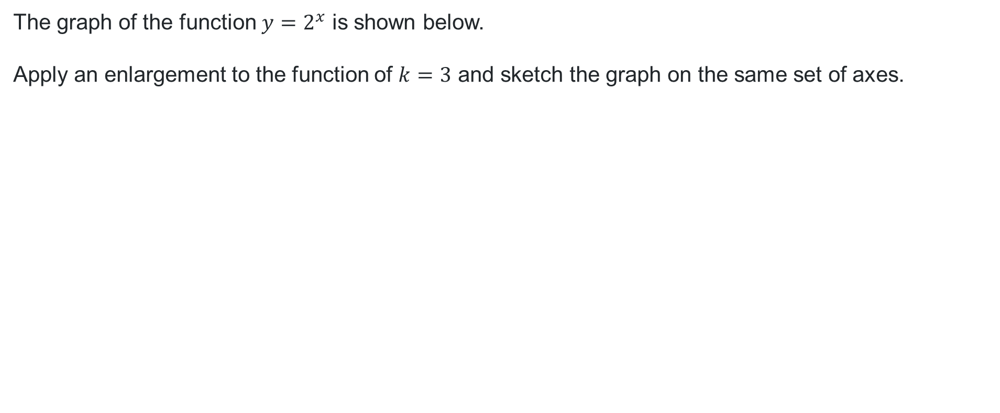 The graph of the function y = 2ˣ is shown below.
Apply an enlargement to the function of k = 3 and sketch the graph on the same set of axes.